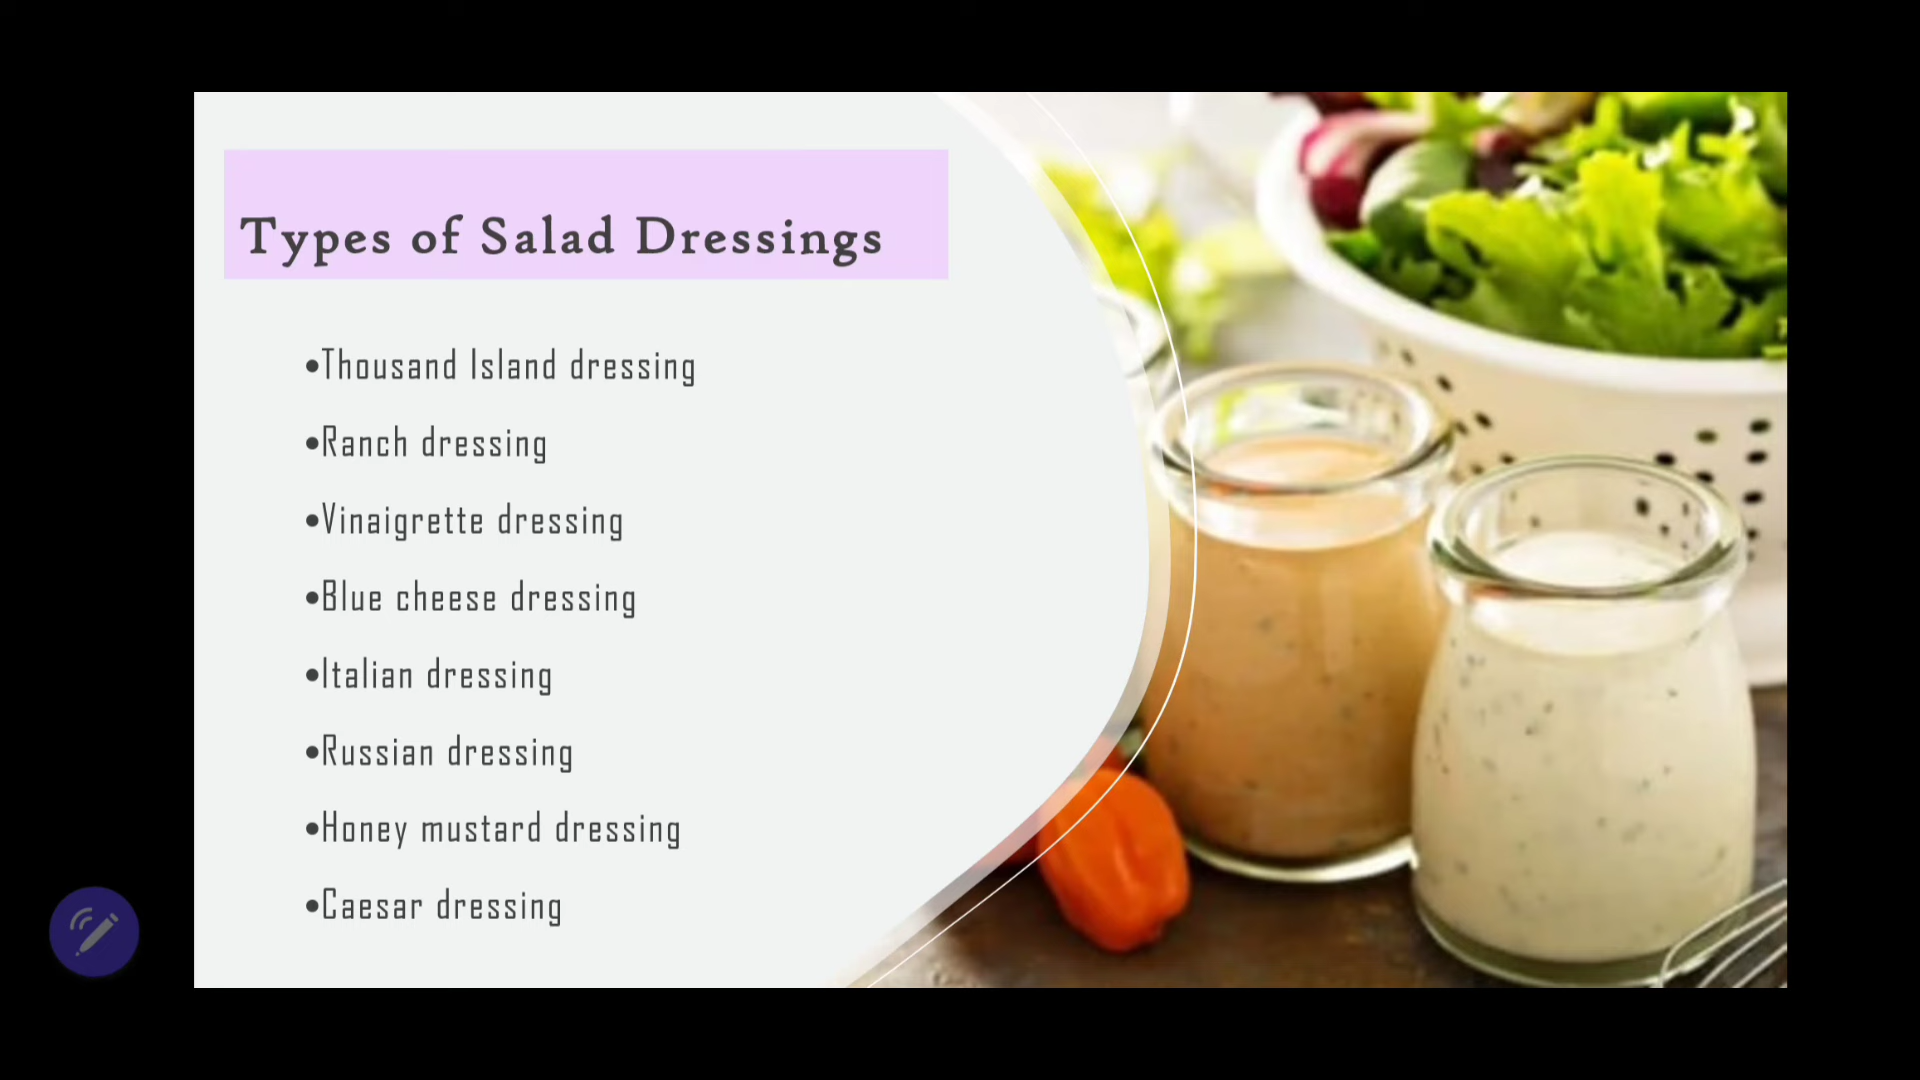 Types of Salad Dressings
•Thousand Island dressing
•Ranch dressing
•Vinaigrette dressing
•Blue cheese dressing
•Italian dressing
•Russian dressing
•Honey mustard dressing
•Caesar dressing